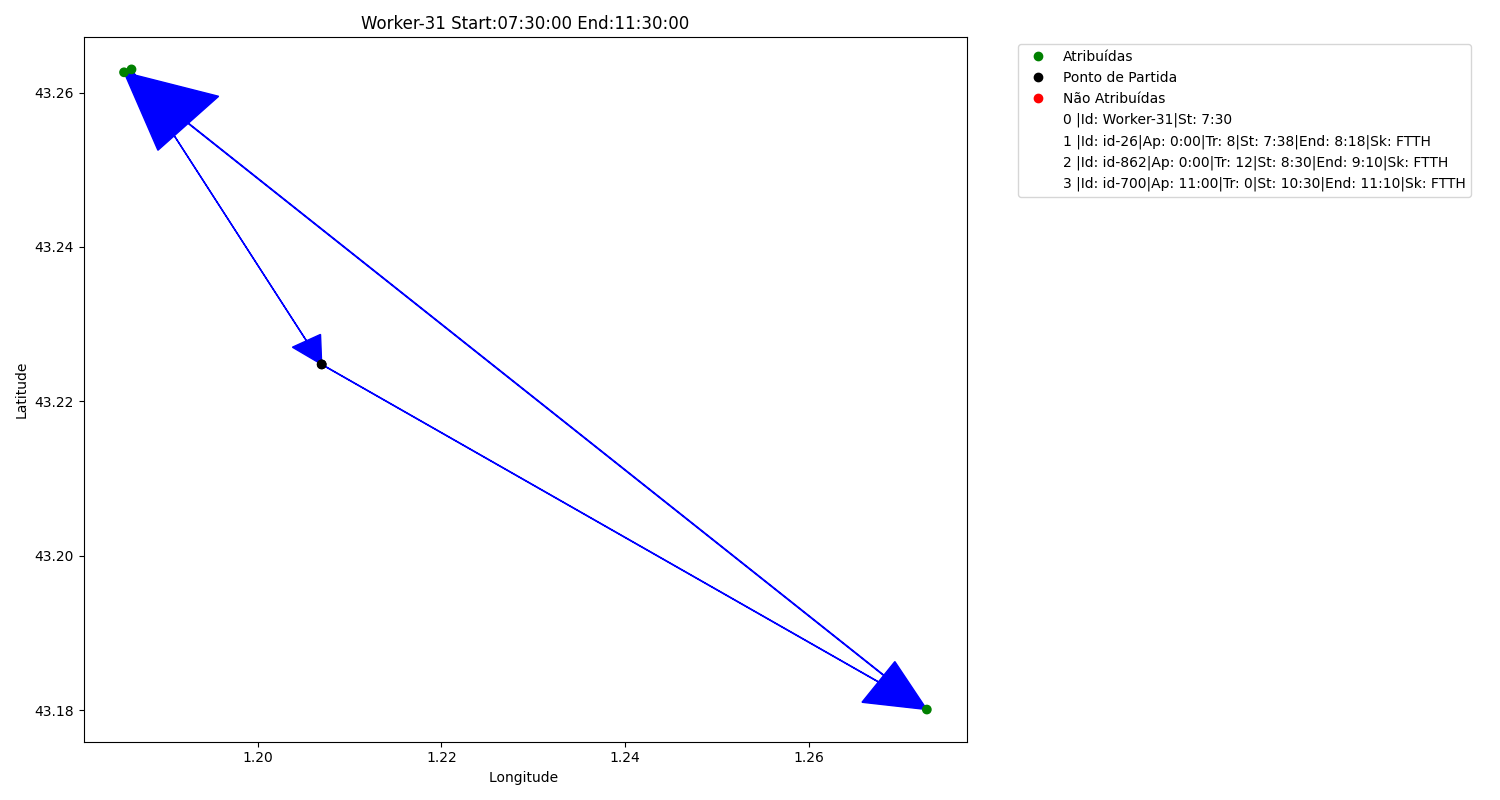 Worker-31 Start:07:30:00 End:11:30:00
Atribuídas
Ponto de Partida
Não Atribuídas
0 |Id: Worker-31|St: 7:30
1 |Id: id-26|Ap: 0:00|Tr: 8|St: 7:38|End: 8:18|Sk: FTTH
2 |Id: id-862|Ap: 0:00|Tr: 12|St: 8:30|End: 9:10|Sk: FTTH
3 |Id: id-700|Ap: 11:00|Tr: 0|St: 10:30|End: 11:10|Sk: FTTH
Latitude
43.26
43.24
43.22
43.20
43.18
1.20
1.22
1.24
1.26
Longitude